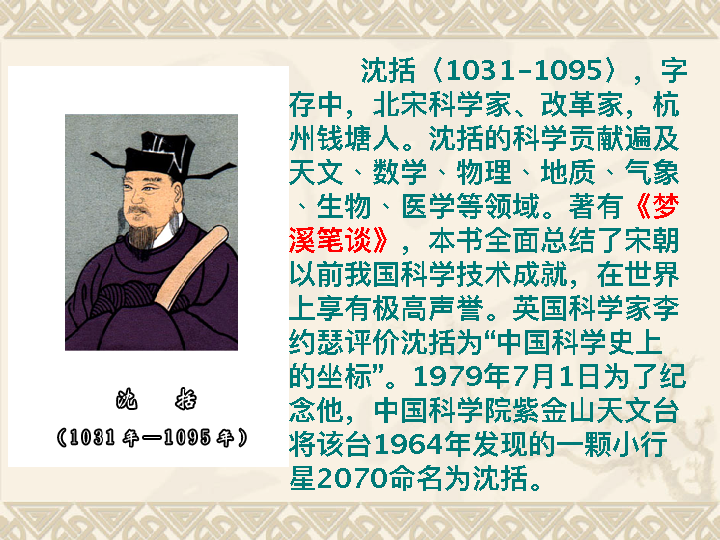 沈括〈1031–1095〉，字
存中，北宋科学家、改革家，杭
州钱塘人。沈括的科学贡献遍及
天文、数学、物理、地质、气象
、生物、医学等领域。著有《梦
溪笔谈》，本书全面总结了宋朝
以前我国科学技术成就，在世界
上享有极高声誉。英国科学家李
约瑟评价沈括为“中国科学史上
的坐标”。1979年7月1日为了纪
念他，中国科学院紫金山天文台
将该台1964年发现的一颗小行
星2070命名为沈括。
沈 括
（1031年—1095年）